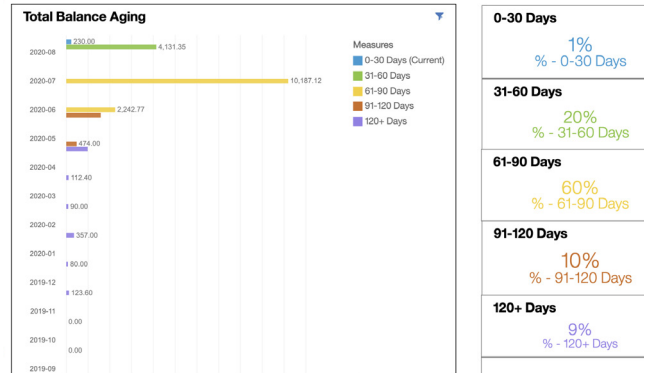 Total Balance Aging
Measures
0-30 Days (Current)
31-60 Days
61-90 Days
91-120 Days
120+ Days
2020-08
230.00
4,131.35
2020-07
10,187.12
2020-06
2,242.77
2020-05
474.00
2020-04
112.40
2020-03
90.00
2020-02
357.00
2020-01
80.00
2019-12
123.60
2019-11
0.00
2019-10
0.00
2019-09
0-30 Days
1%
% - 0-30 Days
31-60 Days
20%
% - 31-60 Days
61-90 Days
60%
% - 61-90 Days
91-120 Days
10%
% - 91-120 Days
120+ Days
9%
% - 120+ Days